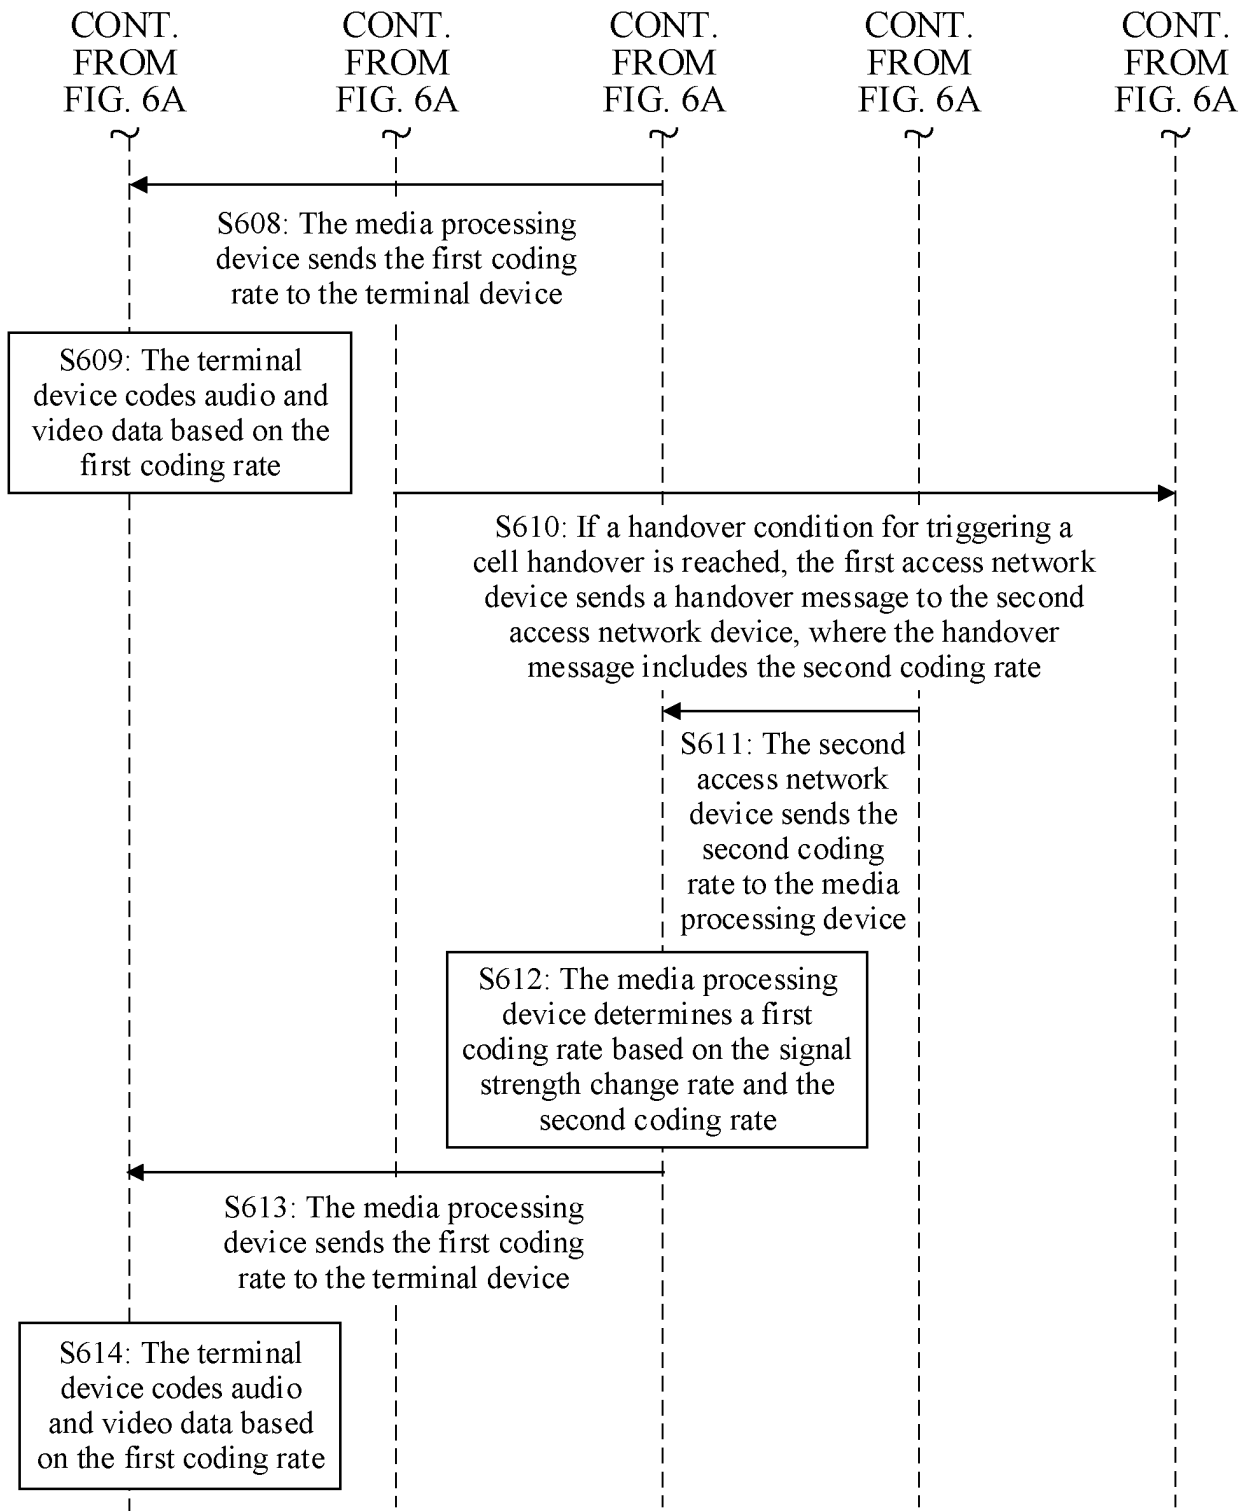 CONT.
FROM
FIG. 6A
CONT.
FROM
FIG. 6A
CONT.
FROM
FIG. 6A
CONT.
FROM
FIG. 6A
CONT.
FROM
FIG. 6A
S608: The media processing
device sends the first coding
rate to the terminal device
S609: The terminal
device codes audio and
video data based on the
first coding rate
S610: If a handover condition for triggering a
cell handover is reached, the first access network
device sends a handover message to the second
access network device, where the handover
message includes the second coding rate
S611: The second
access network
device sends the
second coding
rate to the media
processing device
S612: The media processing
device determines a first
coding rate based on the signal
strength change rate and the
second coding rate
S613: The media processing
device sends the first coding
rate to the terminal device
S614: The terminal
device codes audio
and video data based
on the first coding rate